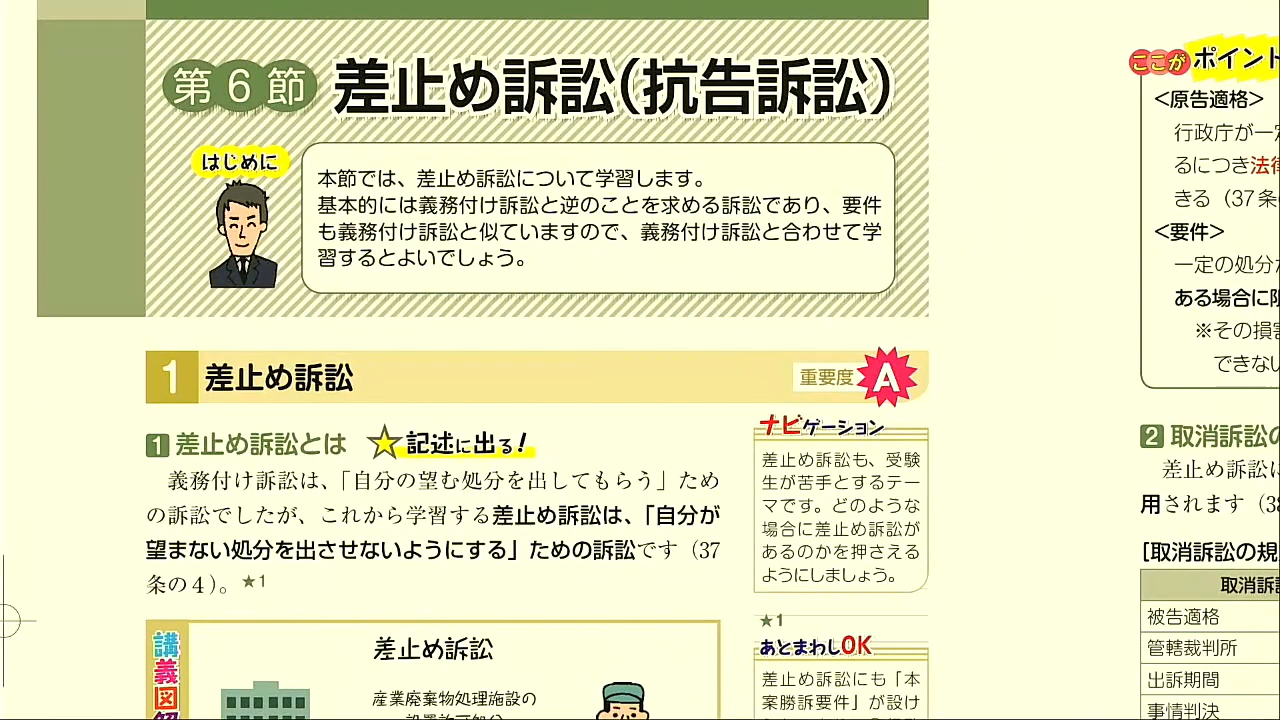 第6節 差止め訴訟(抗告訴訟)
はじめに
本節では、差止め訴訟について学習します。
基本的には義務付け訴訟と逆のことを求める訴訟であり、要件
も義務付け訴訟と似ていますので、義務付け訴訟と合わせて学
習するとよいでしょう。
1 差止め訴訟
重要度 A
1 差止め訴訟とは ☆記述に出る!
義務付け訴訟は、「自分の望む処分を出してもらう」ため
の訴訟でしたが、これから学習する差止め訴訟は、「自分が
望まない処分を出させないようにする」ための訴訟です(37
条の4)。★1
ナビゲーション
差止め訴訟も、受験
生が苦手とするテー
マです。どのような
場合に差止め訴訟が
あるのかを押さえる
ようにしましょう。
★1
あとまわしOK
差止め訴訟にも「本
案勝訴要件」が設け
講義図解
差止め訴訟
産業廃棄物処理施設の
設置許可処分
ここがポイント
<原告適格>
行政庁が一定
るにつき法律
きる(37条
<要件>
一定の処分が
ある場合に限
※その損害
できない
2 取消訴訟の
差止め訴訟に
用されます(38
[取消訴訟の規
取消訴訟
被告適格
管轄裁判所
出訴期間
事情判決